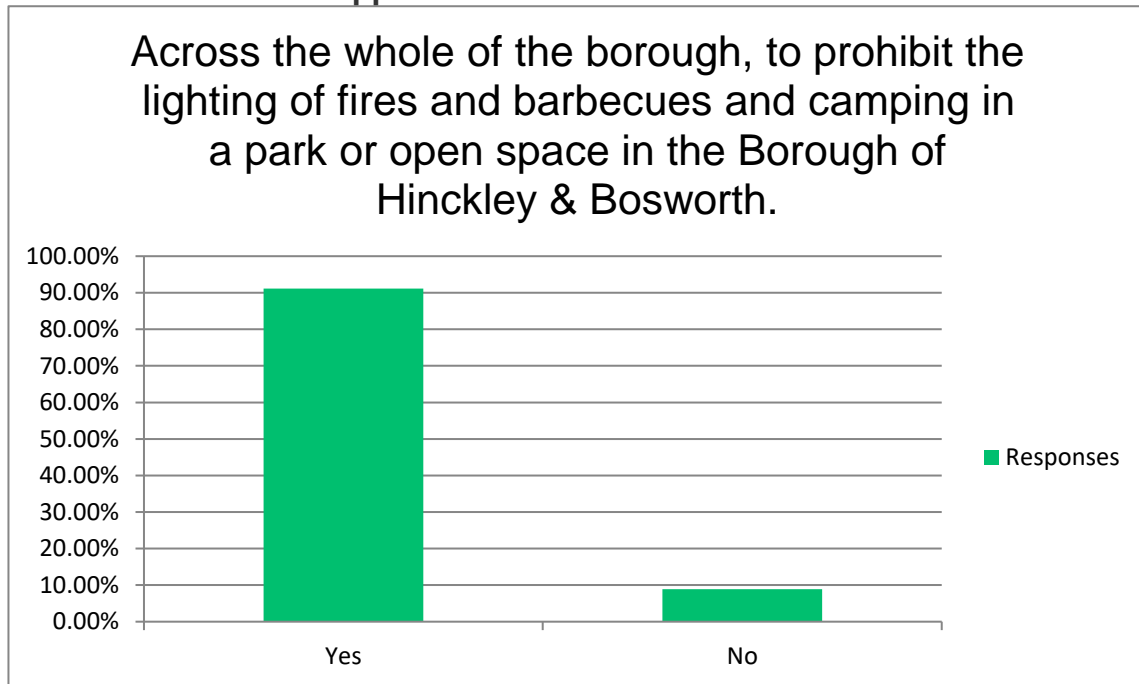 Across the whole of the borough, to prohibit the
lighting of fires and barbecues and camping in
a park or open space in the Borough of
Hinckley & Bosworth.
100.00%
90.00%
80.00%
70.00%
60.00%
50.00%
40.00%
30.00%
20.00%
10.00%
0.00%
Responses
Yes No